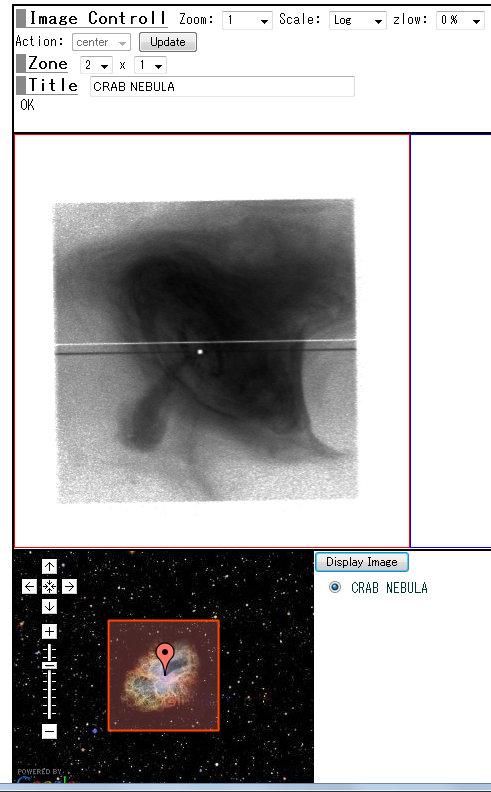 Image Controll Zoom: 1 Scale: Log zlow: 0 %
Action: center Update
Zone 2 x 1
Title CRAB NEBULA
OK
Display Image
CRAB NEBULA
POWERED BY